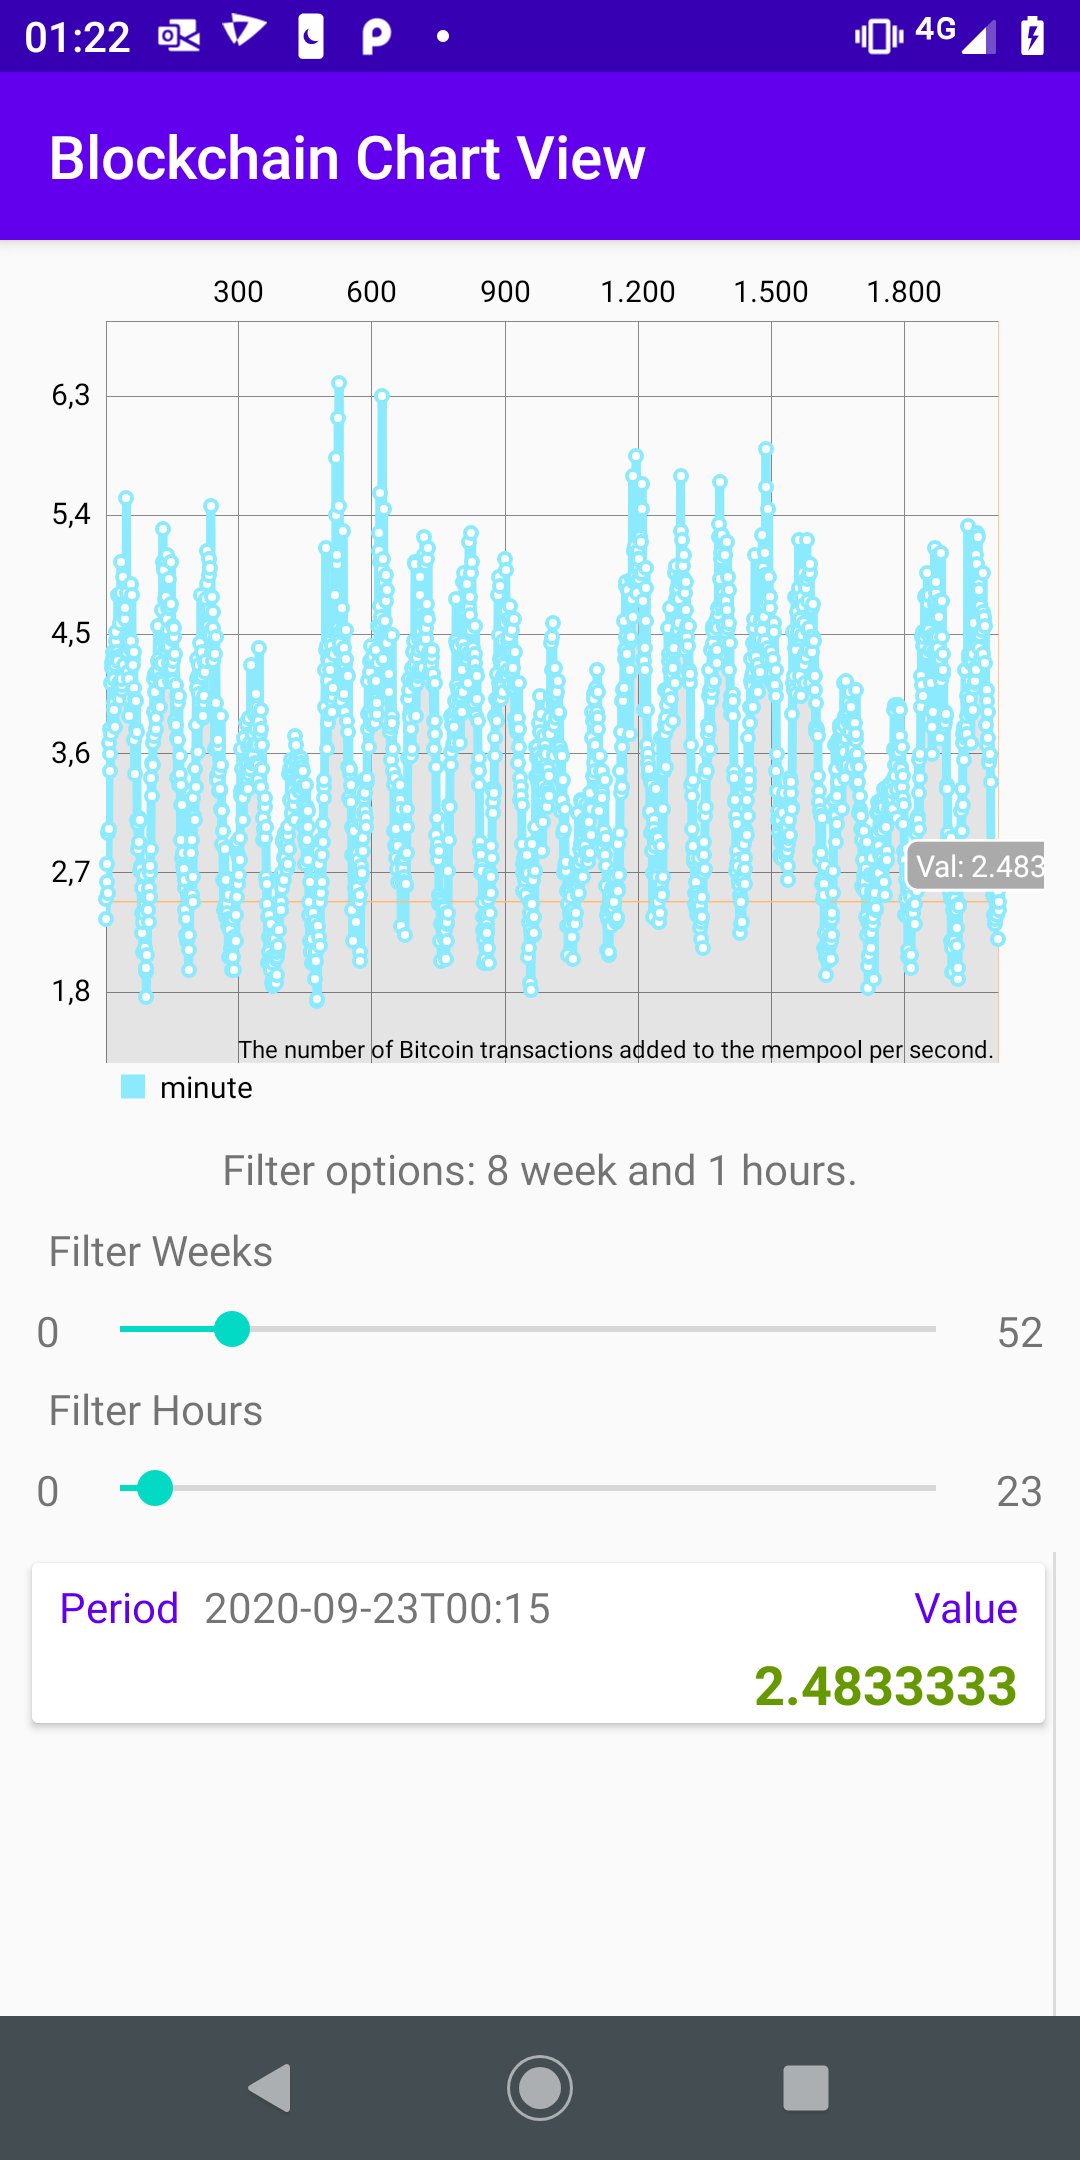 01:22 4G
Blockchain Chart View
300 600 900 1.200 1.500 1.800
6,3
5,4
4,5
3,6
2,7
Val: 2.483
1,8
The number of Bitcoin transactions added to the mempool per second.
minute
Filter options: 8 week and 1 hours.
Filter Weeks
0 52
Filter Hours
0 23
Period 2020-09-23T00:15 Value
2.4833333